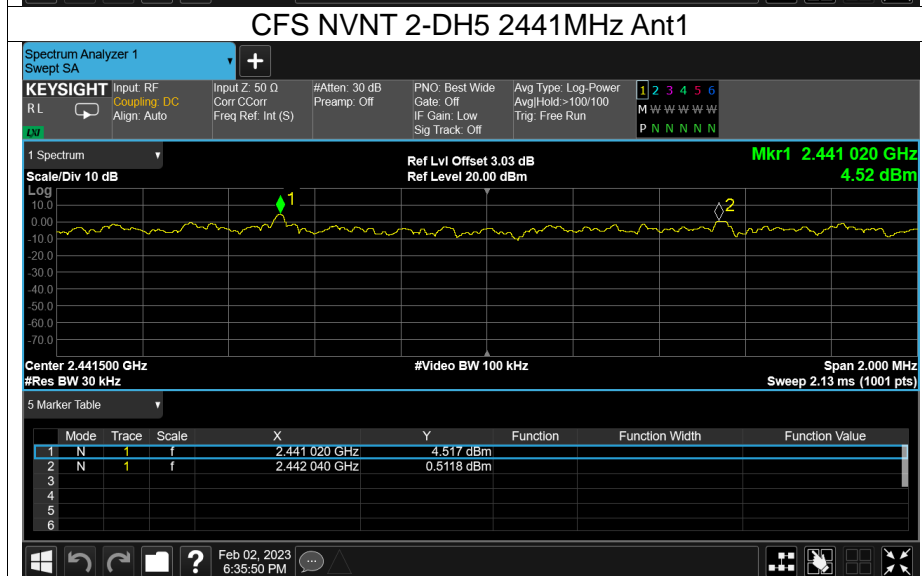 CFS NVNT 2-DH5 2441MHz Ant1
Spectrum Analyzer 1
Swept SA
+
KEYSIGHT Input: RF Input Z: 50 Ω #Atten: 30 dB PNO: Best Wide Avg Type: Log-Power 1 2 3 4 5 6
RL Coupling: DC Corr CCorr Preamp: Off Gate: Off Avg|Hold:>100/100 M W W W W W
Align: Auto Freq Ref: Int (S) IF Gain: Low Trig: Free Run
LXI Sig Track: Off P N N N N N
1 Spectrum Ref Lvl Offset 3.03 dB Mkr1 2.441 020 GHz
Scale/Div 10 dB Ref Level 20.00 dBm 4.52 dBm
Log
10.0 1 2
0.00
-10.0
-20.0
-30.0
-40.0
-50.0
-60.0
-70.0
Center 2.441500 GHz #Video BW 100 kHz Span 2.000 MHz
#Res BW 30 kHz Sweep 2.13 ms (1001 pts)
5 Marker Table
Mode Trace Scale X Y Function Function Width Function Value
1 N 1 f 2.441 020 GHz 4.517 dBm
2 N 1 f 2.442 040 GHz 0.5118 dBm
3
4
5
6
? Feb 02, 2023
6:35:50 PM